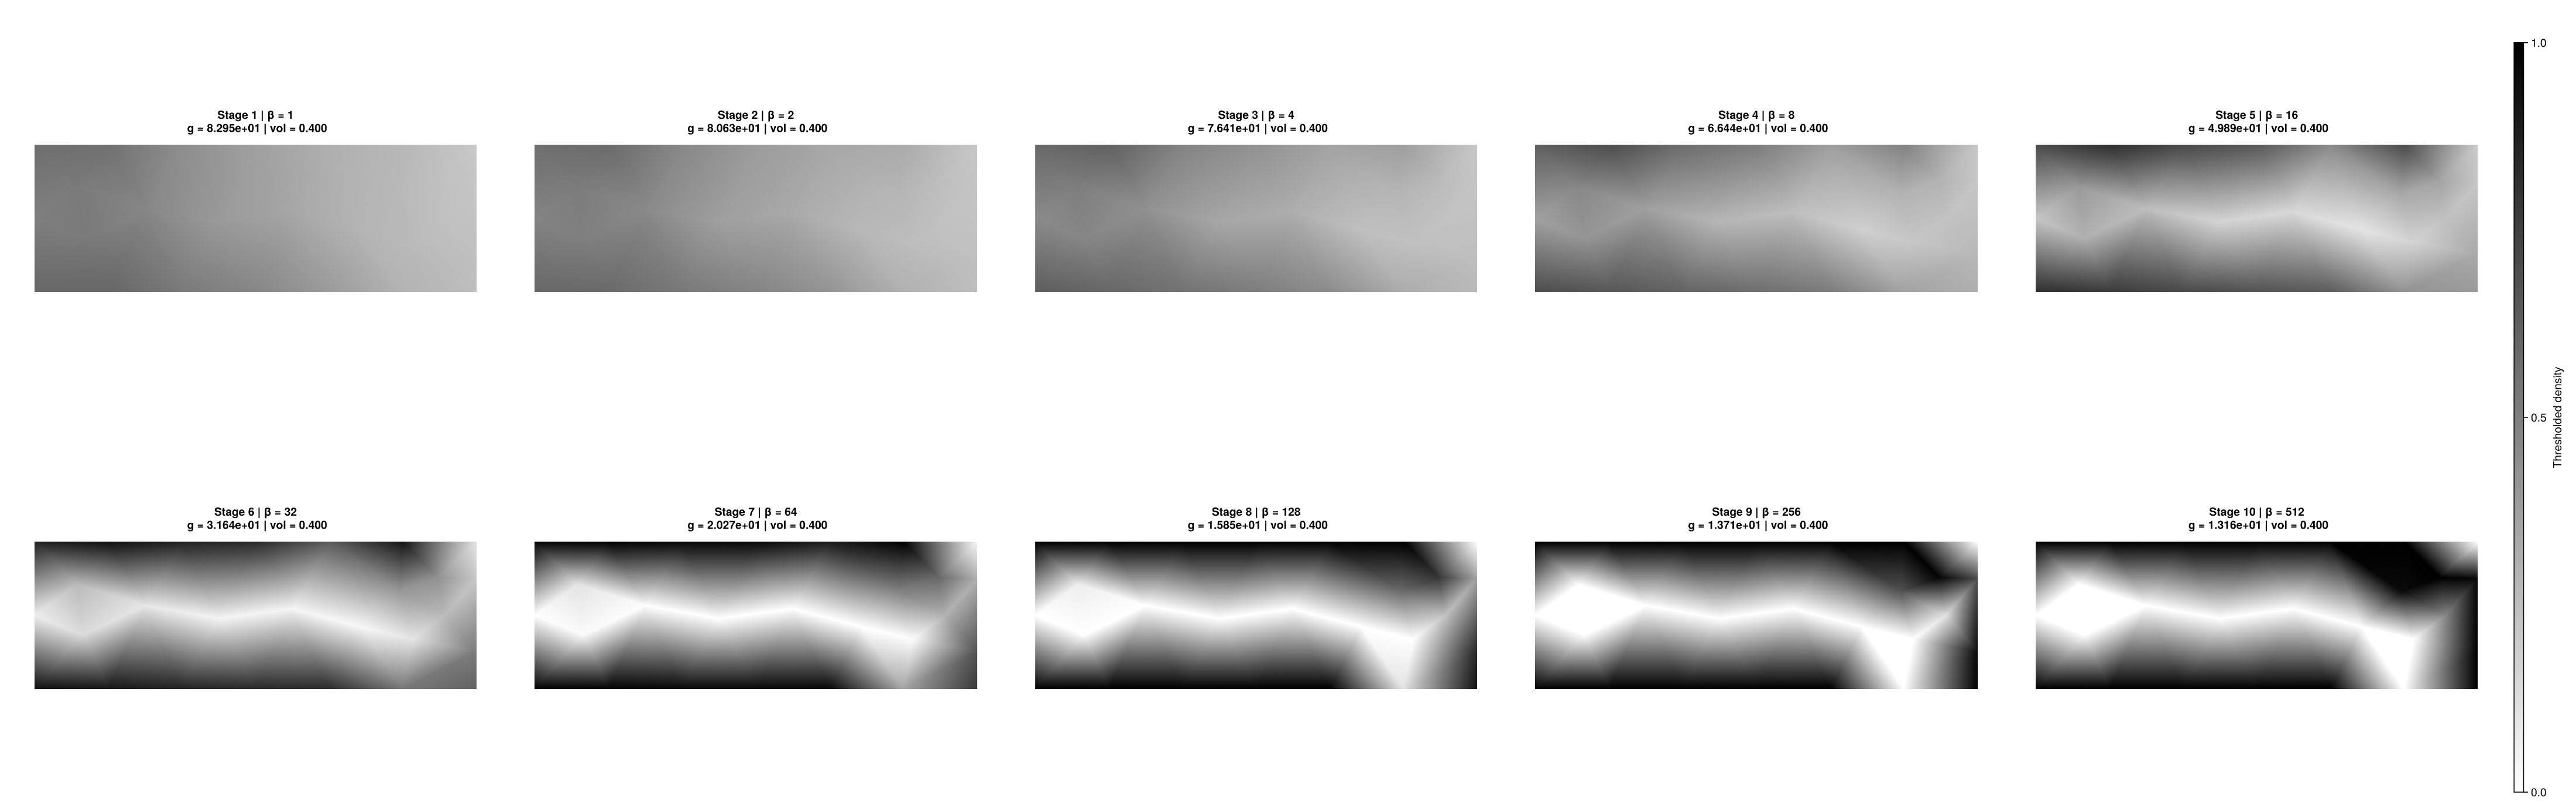 Stage 1 | β = 1
g = 8.295e+01 | vol = 0.400
Stage 2 | β = 2
g = 8.063e+01 | vol = 0.400
Stage 3 | β = 4
g = 7.641e+01 | vol = 0.400
Stage 4 | β = 8
g = 6.644e+01 | vol = 0.400
Stage 5 | β = 16
g = 4.989e+01 | vol = 0.400
Stage 6 | β = 32
g = 3.164e+01 | vol = 0.400
Stage 7 | β = 64
g = 2.027e+01 | vol = 0.400
Stage 8 | β = 128
g = 1.585e+01 | vol = 0.400
Stage 9 | β = 256
g = 1.371e+01 | vol = 0.400
Stage 10 | β = 512
g = 1.316e+01 | vol = 0.400
1.0
0.5
0.0
Thresholded density